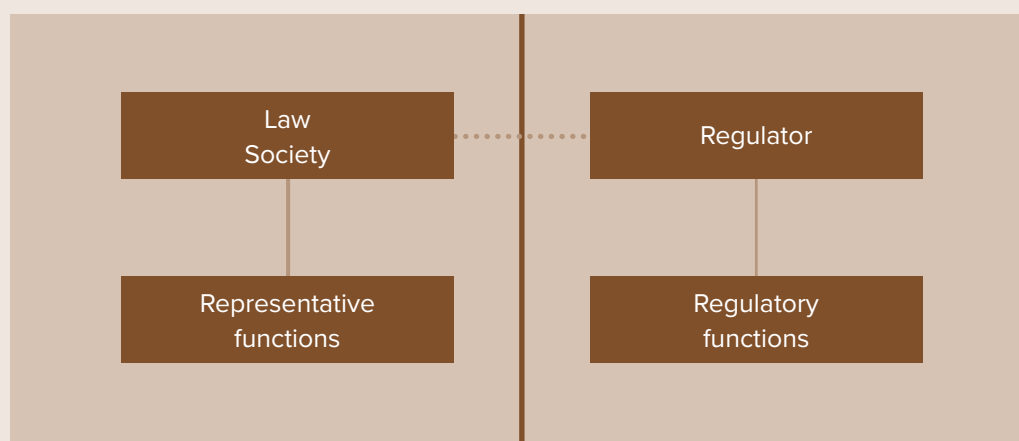 Law
Society
Regulator
Representative
functions
Regulatory
functions